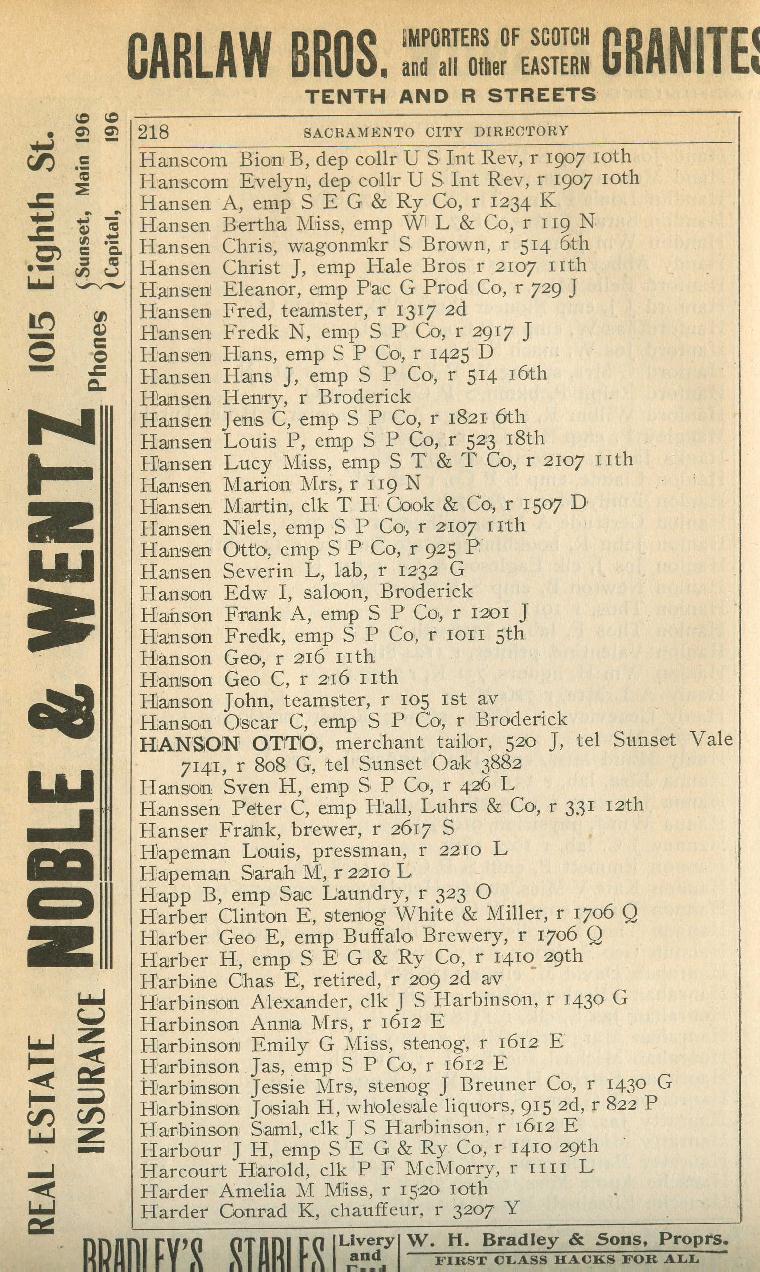 CARLAW BROS. IMPORTERS OF SCOTCH and all Other EASTERN GRANITES
TENTH AND R STREETS
218 SACRAMENTO CITY DIRECTORY
Hanscom Bion B, dep collr U S Int Rev, r 1907 10th
Hanscom Evelyn, dep collr U S Int Rev, r 1907 10th
Hansen A, emp S E G & Ry Co, r 1234 K
Hansen Bertha Miss, emp W L & Co, r 119 N
Hansen Chris, wagonmkr S Brown, r 514 6th
Hansen Christ J, emp Hale Bros r 2107 11th
Hansen Eleanor, emp Pac G Prod Co, r 729 J
Hansen Fred, teamster, r 1317 2d
Hansen Fredk N, emp S P Co, r 2917 J
Hansen Hans, emp S P Co, r 1425 D
Hansen Hans J, emp S P Co, r 514 16th
Hansen Henry, r Broderick
Hansen Jens C, emp S P Co, r 1821 6th
Hansen Louis P, emp S P Co, r 523 18th
Hansen Lucy Miss, emp S T & T Co, r 2107 11th
Hansen Marion Mrs, r 119 N
Hansen Martin, clk T H Cook & Co, r 1507 D
Hansen Niels, emp S P Co, r 2107 11th
Hansen Otto, emp S P Co, r 925 P
Hansen Severin L, lab, r 1232 G
Hanson Edw I, saloon, Broderick
Hanson Frank A, emp S P Co, r 1201 J
Hanson Fredk, emp S P Co, r 1011 5th
Hanson Geo, r 216 11th
Hanson Geo C, r 216 11th
Hanson John, teamster, r 105 1st av
Hanson Oscar C, emp S P Co, r Broderick
HANSON OTTO, merchant tailor, 520 J, tel Sunset Vale
7141, r 808 G, tel Sunset Oak 3882
Hanson Sven H, emp S P Co, r 426 L
Hanssen Peter C, emp Hall, Luhrs & Co, r 331 12th
Hanser Frank, brewer, r 2617 S
Hapeman Louis, pressman, r 2210 L
Hapeman Sarah M, r 2210 L
Happ B, emp Sac Laundry, r 323 O
Harber Clinton E, stenog White & Miller, r 1706 Q
Harber Geo E, emp Buffalo Brewery, r 1706 Q
Harber H, emp S E G & Ry Co, r 1410 29th
Harbine Chas E, retired, r 209 2d av
Harbinson Alexander, clk J S Harbinson, r 1430 G
Harbinson Anna Mrs, r 1612 E
Harbinson Emily G Miss, stenog, r 1612 E
Harbinson Jas, emp S P Co, r 1612 E
Harbinson Jessie Mrs, stenog J Breuner Co, r 1430 G
Harbinson Josiah H, wholesale liquors, 915 2d, r 822 P
Harbinson Saml, clk J S Harbinson, r 1612 E
Harbour J H, emp S E G & Ry Co, r 1410 29th
Harcourt Harold, clk P F McMorry, r 1111 L
Harder Amelia M Miss, r 1520 10th
Harder Conrad K, chauffeur, r 3207 Y
REAL ESTATE
INSURANCE
NOBLE & WENTZ
1015 Eighth St.
Phones {Sunset, Main 196
{Capital, 196
BRADLEY'S STABLES
Livery
and
Feed
W. H. Bradley & Sons, Proprs.
FIRST CLASS HACKS FOR ALL